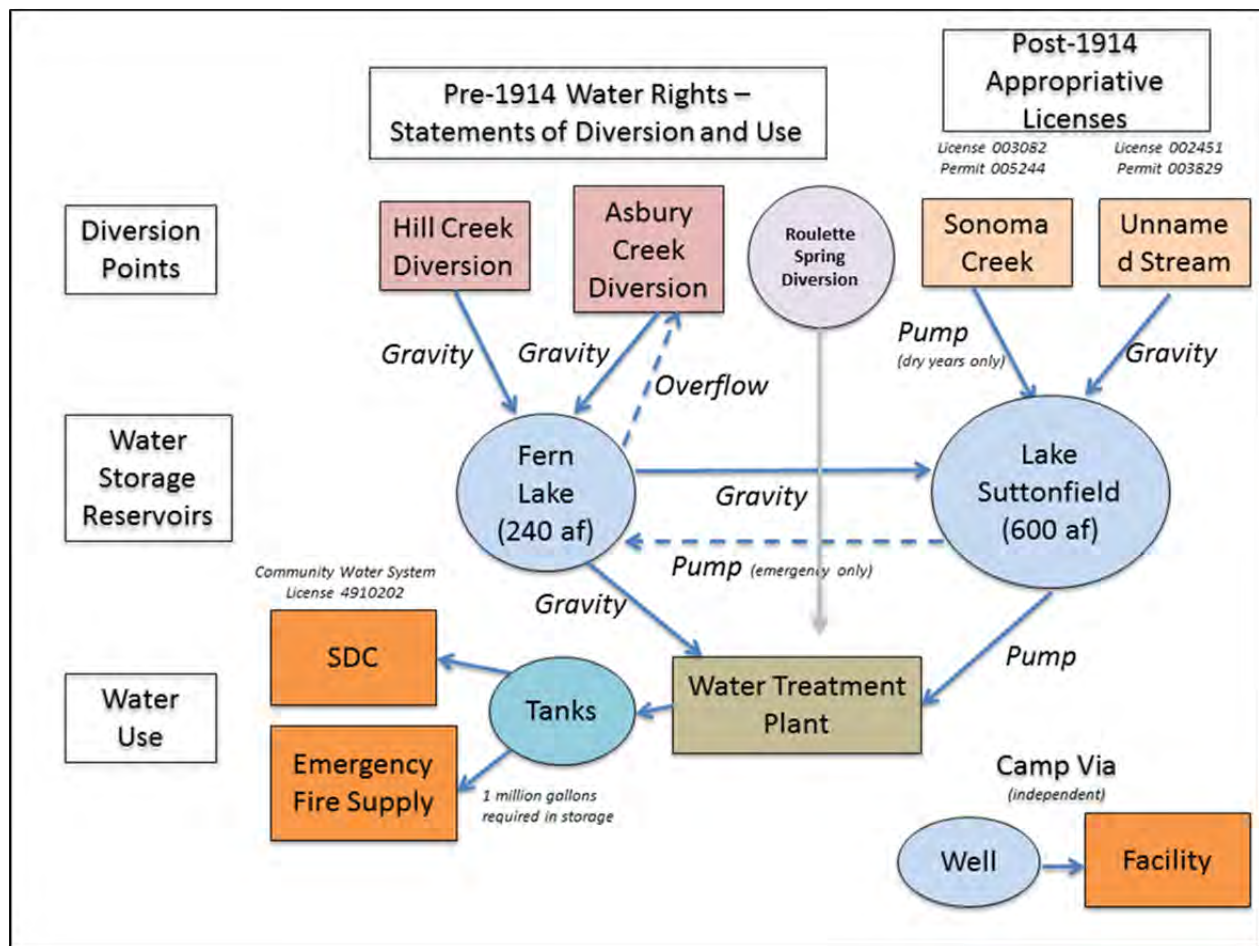 Pre-1914 Water Rights –
Statements of Diversion and Use
Post-1914
Appropriative
Licenses
License 003082
Permit 005244
License 002451
Permit 003829
Diversion
Points
Hill Creek
Diversion
Asbury
Creek
Diversion
Roulette
Spring
Diversion
Sonoma
Creek
Unname
d Stream
Gravity
Gravity
Overflow
Pump
(dry years only)
Gravity
Water
Storage
Reservoirs
Fern
Lake
(240 af)
Gravity
Lake
Suttonfield
(600 af)
Pump (emergency only)
Community Water System
License 4910202
Gravity
SDC
Pump
Water
Use
Tanks
Water Treatment
Plant
Emergency
Fire Supply
1 million gallons
required in storage
Camp Via
(independent)
Well
Facility